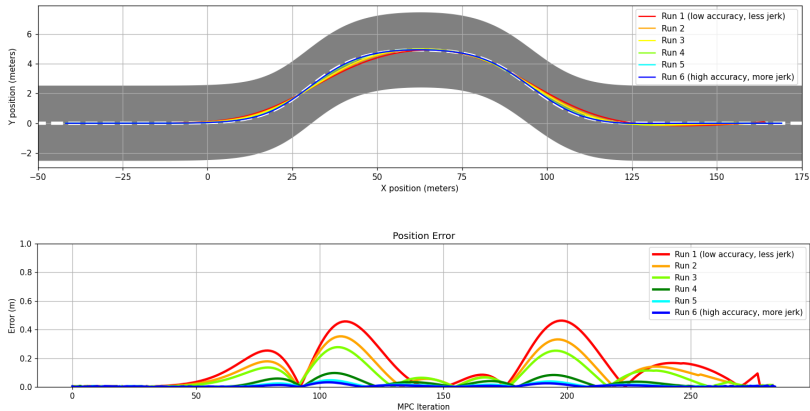 Y position (meters)
6
4
2
0
−2
Run 1 (low accuracy, less jerk)
Run 2
Run 3
Run 4
Run 5
Run 6 (high accuracy, more jerk)
−50 −25 0 25 50 75 100 125 150 175
X position (meters)
Position Error
Error (m)
1.0
0.8
0.6
0.4
0.2
0.0
Run 1 (low accuracy, less jerk)
Run 2
Run 3
Run 4
Run 5
Run 6 (high accuracy, more jerk)
0 50 100 150 200 250
MPC Iteration